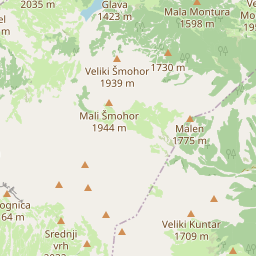 2035 m
Glava
1423 m
Mala Montura
1598 m
Veliki Šmohor
1939 m
1730 m
Mali Šmohor
1944 m
Malen
1775 m
Srednji
vrh
Veliki Kuntar
1709 m